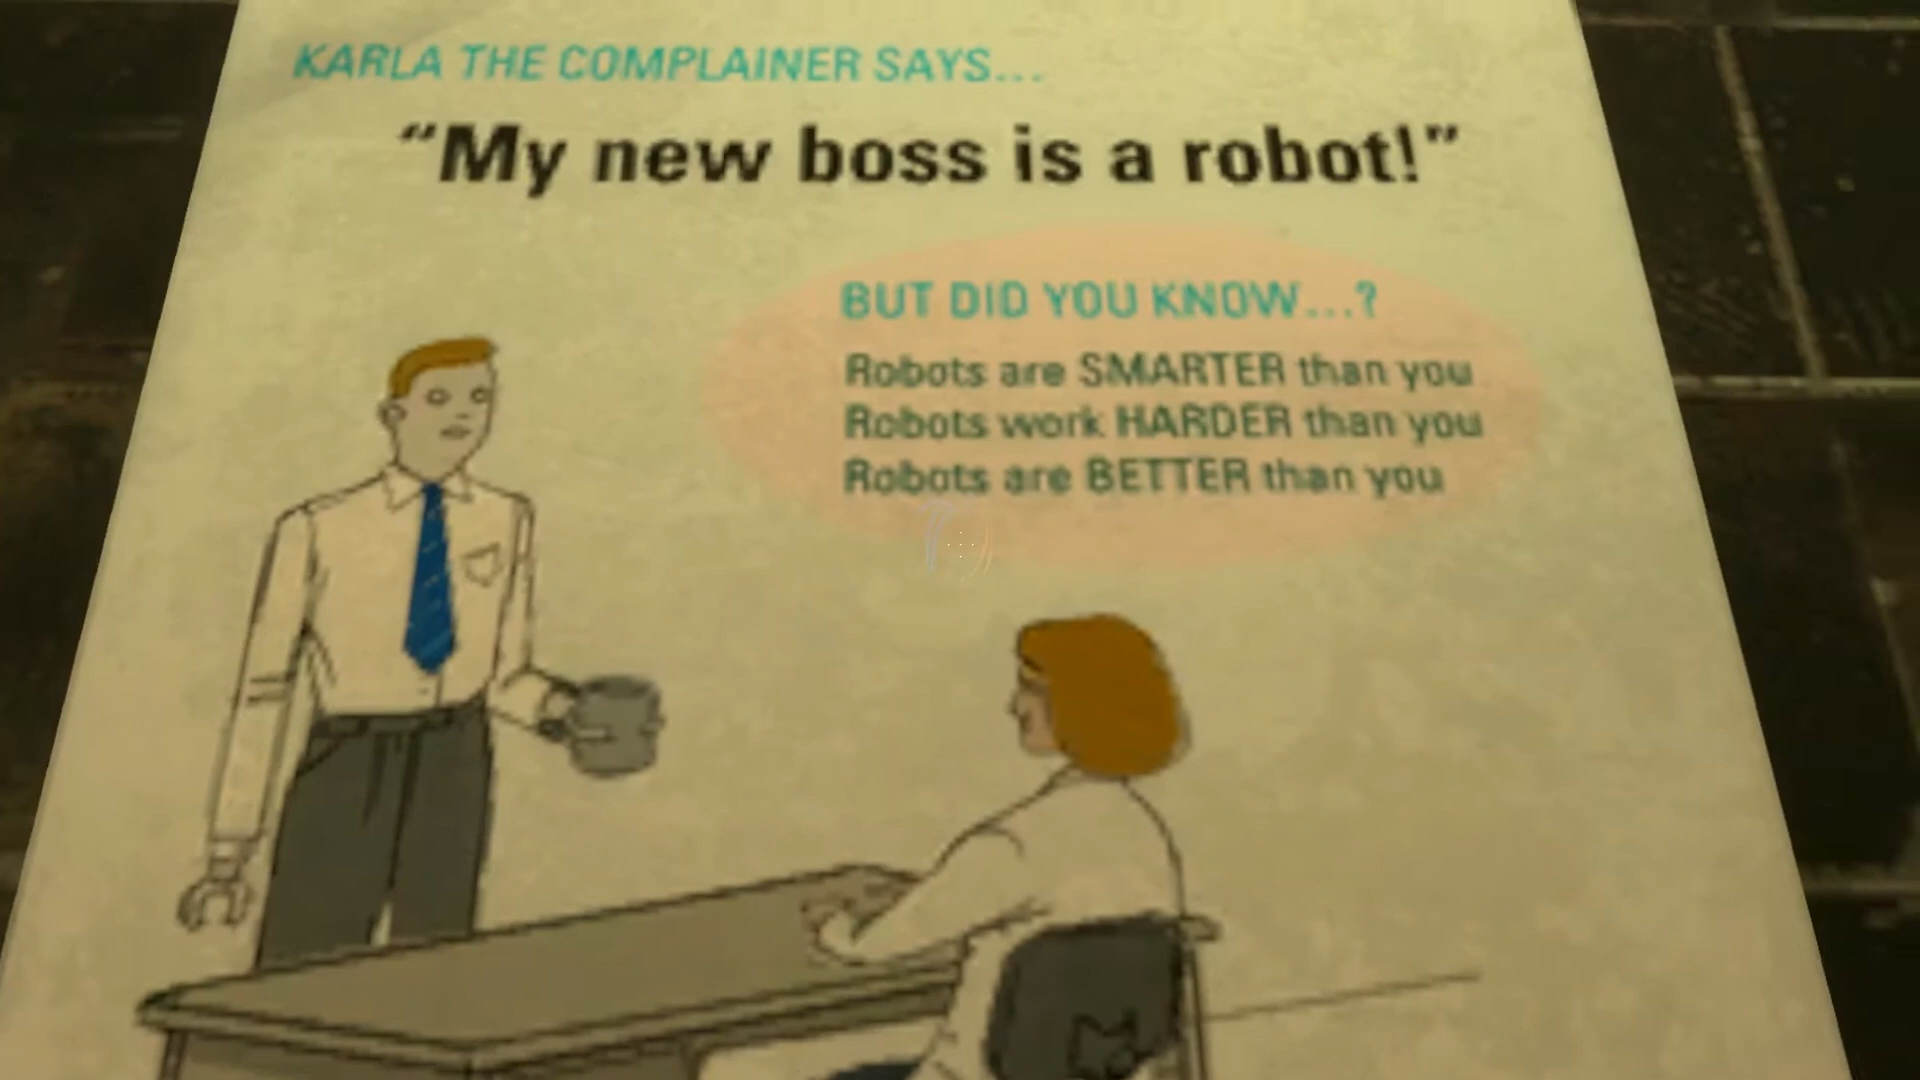 KARLA THE COMPLAINER SAYS...
“My new boss is a robot!”
BUT DID YOU KNOW...?
Robots are SMARTER than you
Robots work HARDER than you
Robots are BETTER than you